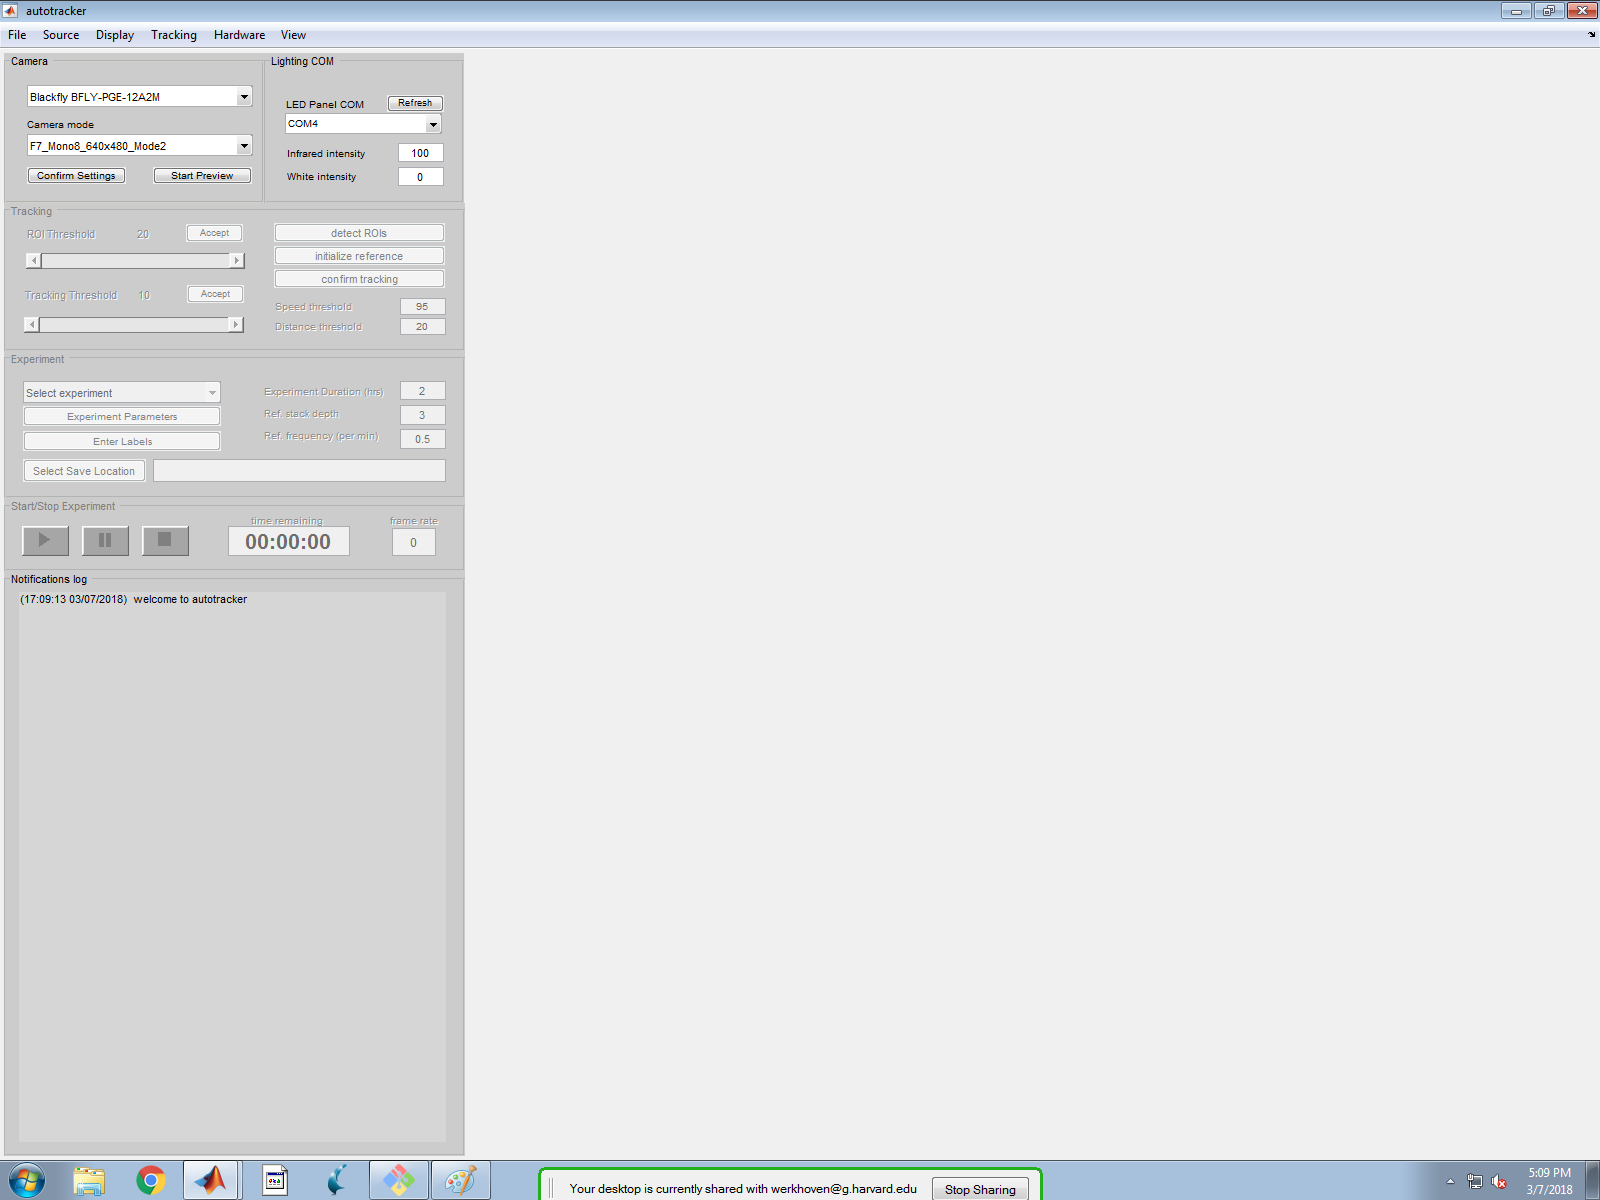 autotracker
File Source Display Tracking Hardware View
Camera
Blackfly BFLY-PGE-12A2M
Camera mode
F7_Mono8_640x480_Mode2
Confirm Settings Start Preview
Lighting COM
LED Panel COM Refresh
COM4
Infrared intensity 100
White intensity 0
Tracking
ROI Threshold 20 Accept
Tracking Threshold 10 Accept
detect ROIs
initialize reference
confirm tracking
Speed threshold 95
Distance threshold 20
Experiment
Select experiment
Experiment Parameters
Enter Labels
Experiment Duration (hrs) 2
Ref. stack depth 3
Ref. frequency (per min) 0.5
Select Save Location
Start/Stop Experiment
time remaining
00:00:00
frame rate
0
Notifications log
(17:09:13 03/07/2018) welcome to autotracker
Your desktop is currently shared with werkhoven@g.harvard.edu Stop Sharing
5:09 PM
3/7/2018